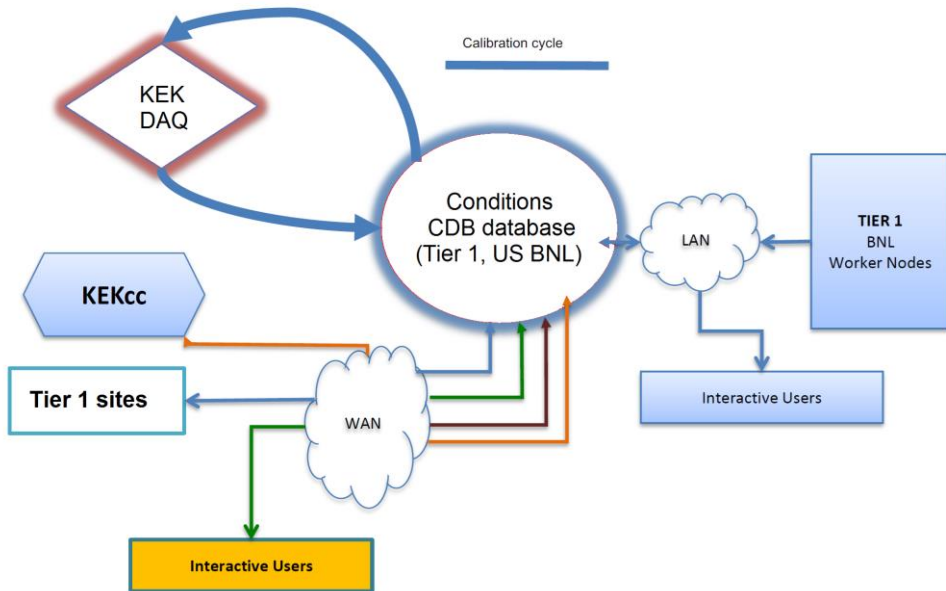 Calibration cycle
KEK
DAQ
Conditions
CDB database
(Tier 1, US BNL)
LAN
TIER 1
BNL
Worker Nodes
KEKcc
Tier 1 sites
WAN
Interactive Users
Interactive Users